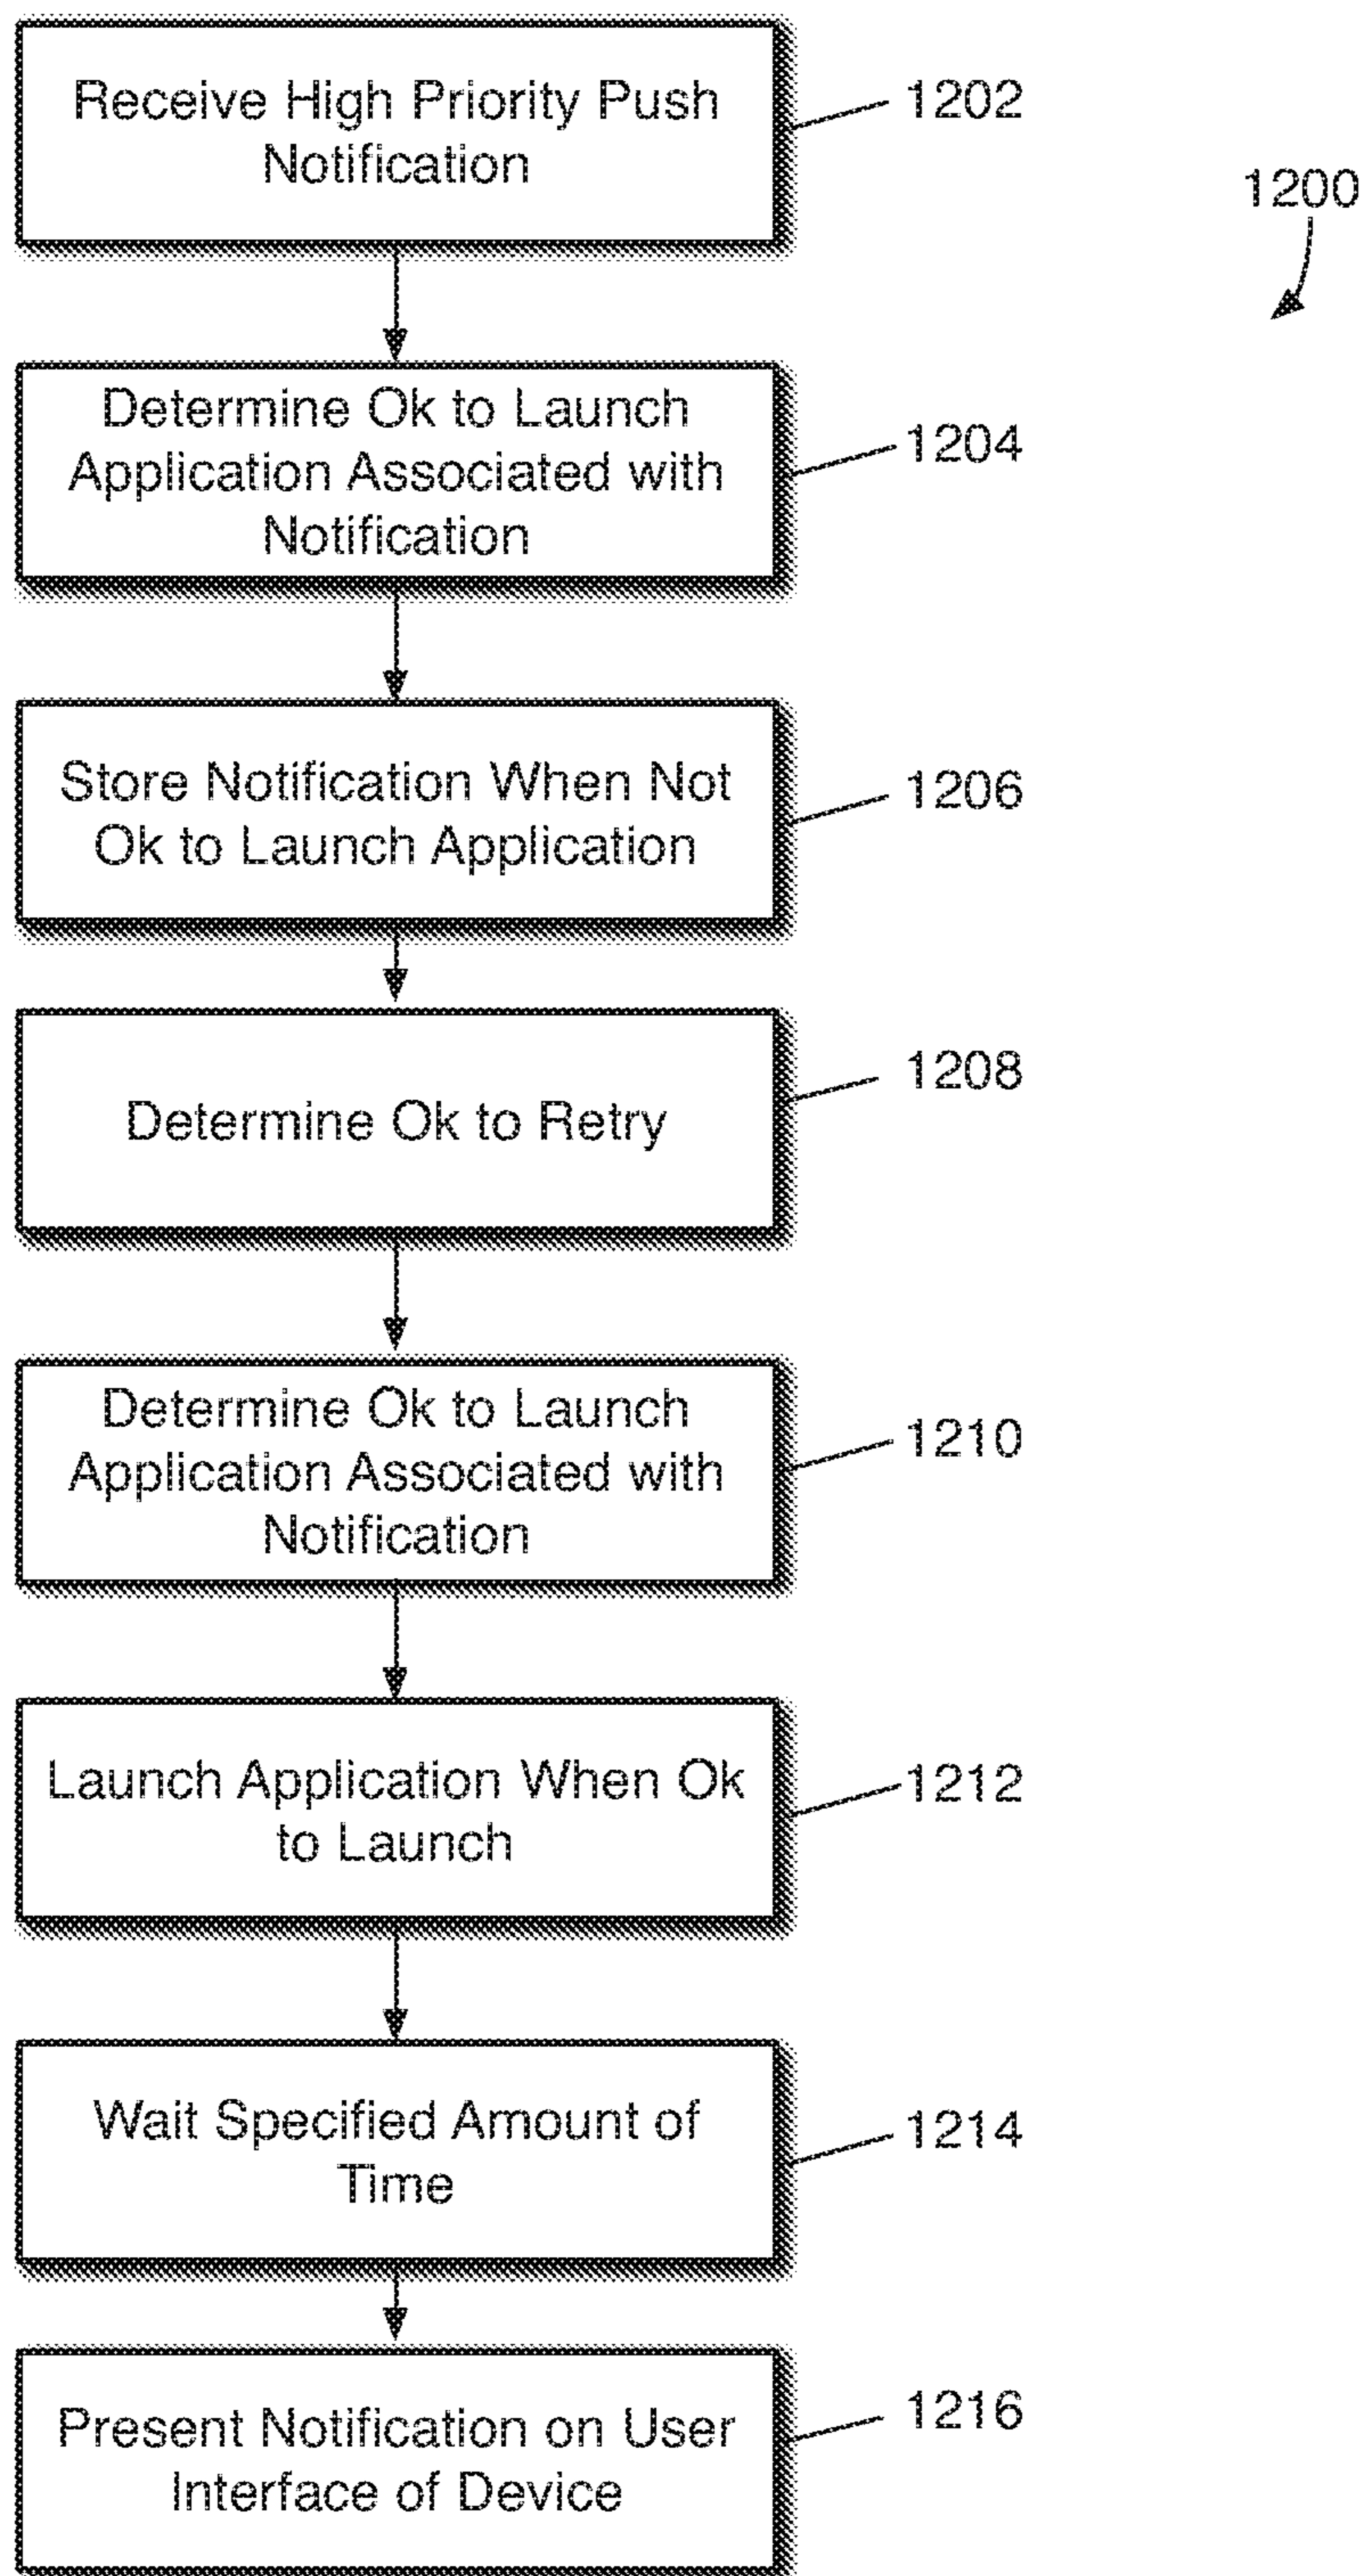 Receive High Priority Push
Notification
1202
1200
Determine Ok to Launch
Application Associated with
Notification
1204
Store Notification When Not
Ok to Launch Application
1206
Determine Ok to Retry
1208
Determine Ok to Launch
Application Associated with
Notification
1210
Launch Application When Ok
to Launch
1212
Wait Specified Amount of
Time
1214
Present Notification on User
Interface of Device
1216